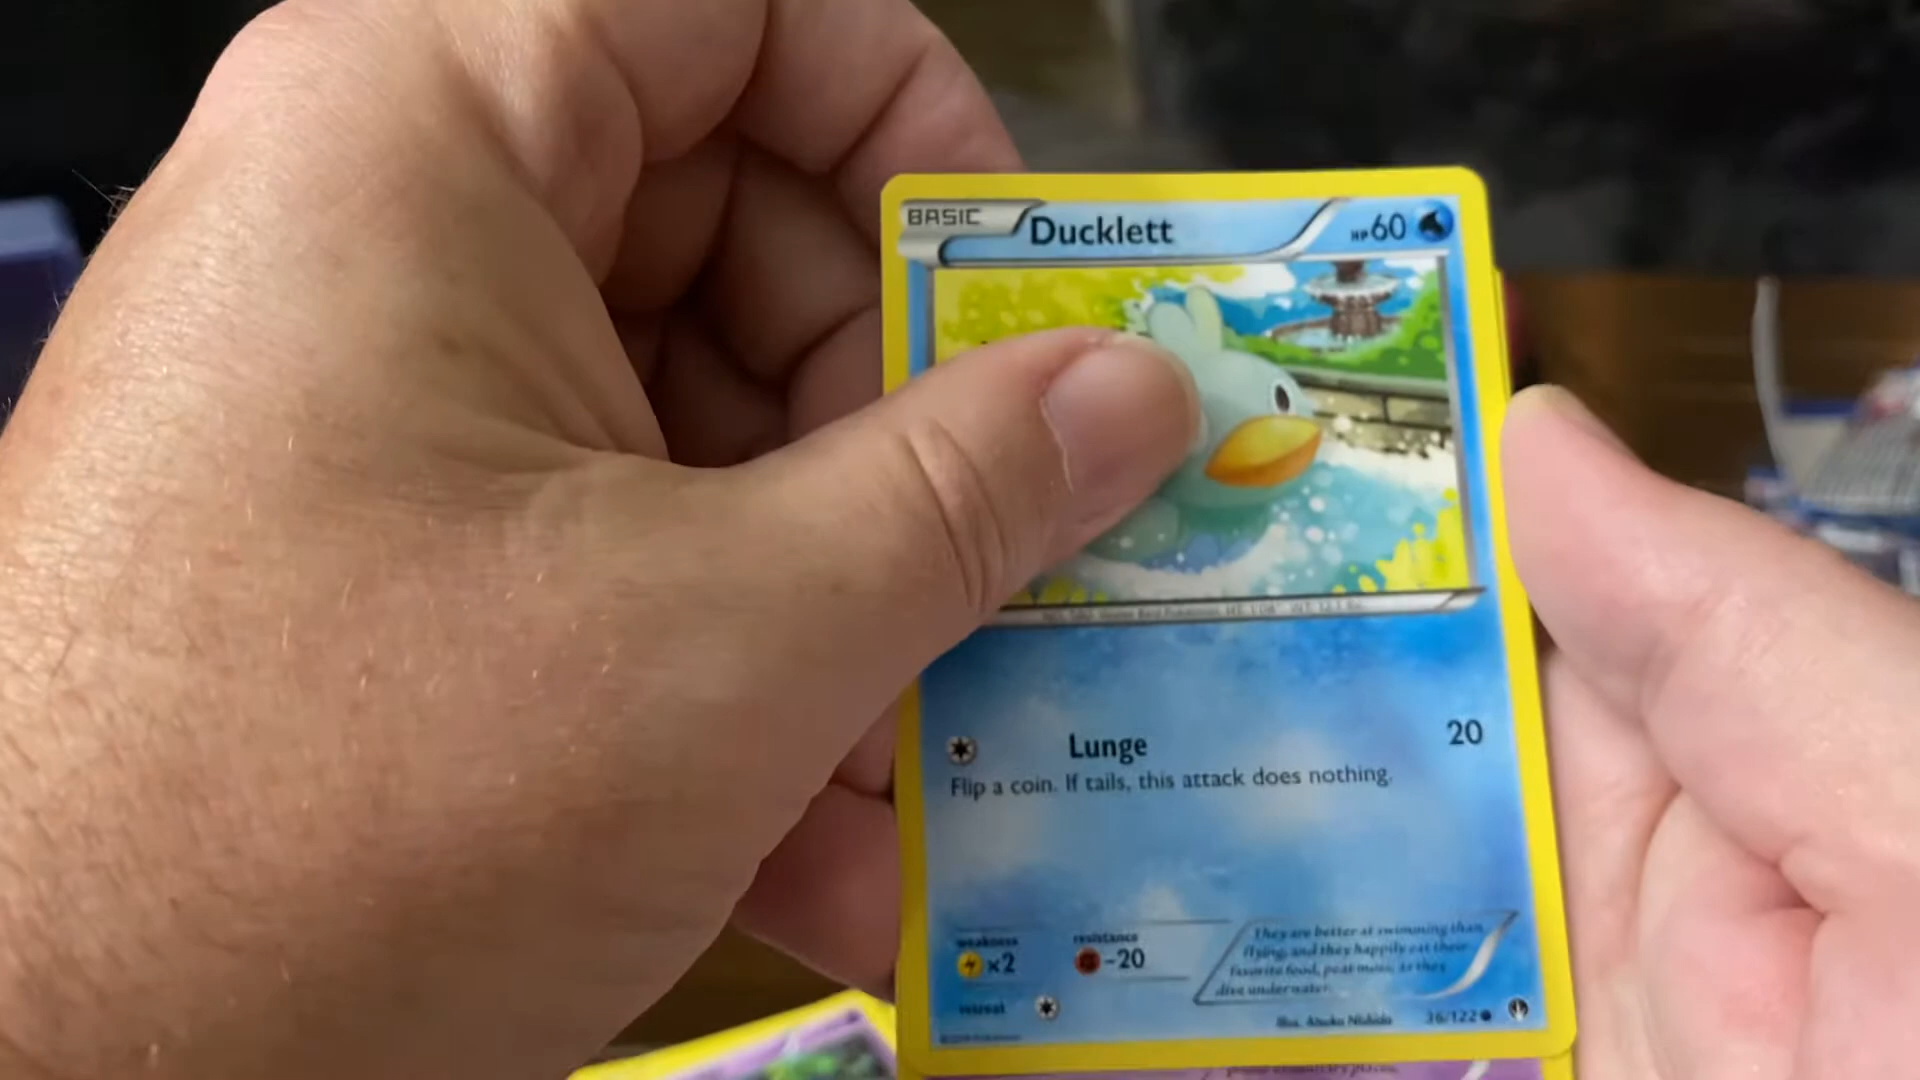 BASIC Ducklett HP60
Lunge 20
Flip a coin. If tails, this attack does nothing.
weakness resistance
×2 -20
retreat
They are better at swimming than
flying, and they happily eat their
favorite food, peat moss, as they
dive underwater.
Illus. Atsuko Nishida 36/122